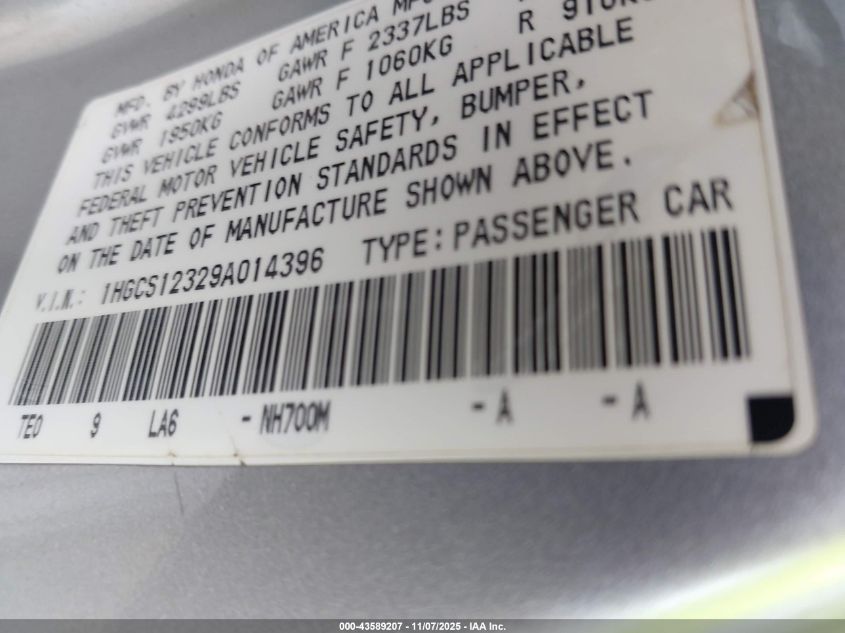 MFD. BY HONDA OF AMERICA MFG
GVWR 4299LBS GAWR F 2337LBS
GVWR 1950KG GAWR F 1060KG R
THIS VEHICLE CONFORMS TO ALL APPLICABLE
FEDERAL MOTOR VEHICLE SAFETY, BUMPER,
AND THEFT PREVENTION STANDARDS IN EFFECT
ON THE DATE OF MANUFACTURE SHOWN ABOVE.
V.I.N.: 1HGCS12329A014396 TYPE: PASSENGER CAR
TE0 9 LA6 - NH700M - A - A
000-43589207 - 11/07/2025 - IAA Inc.